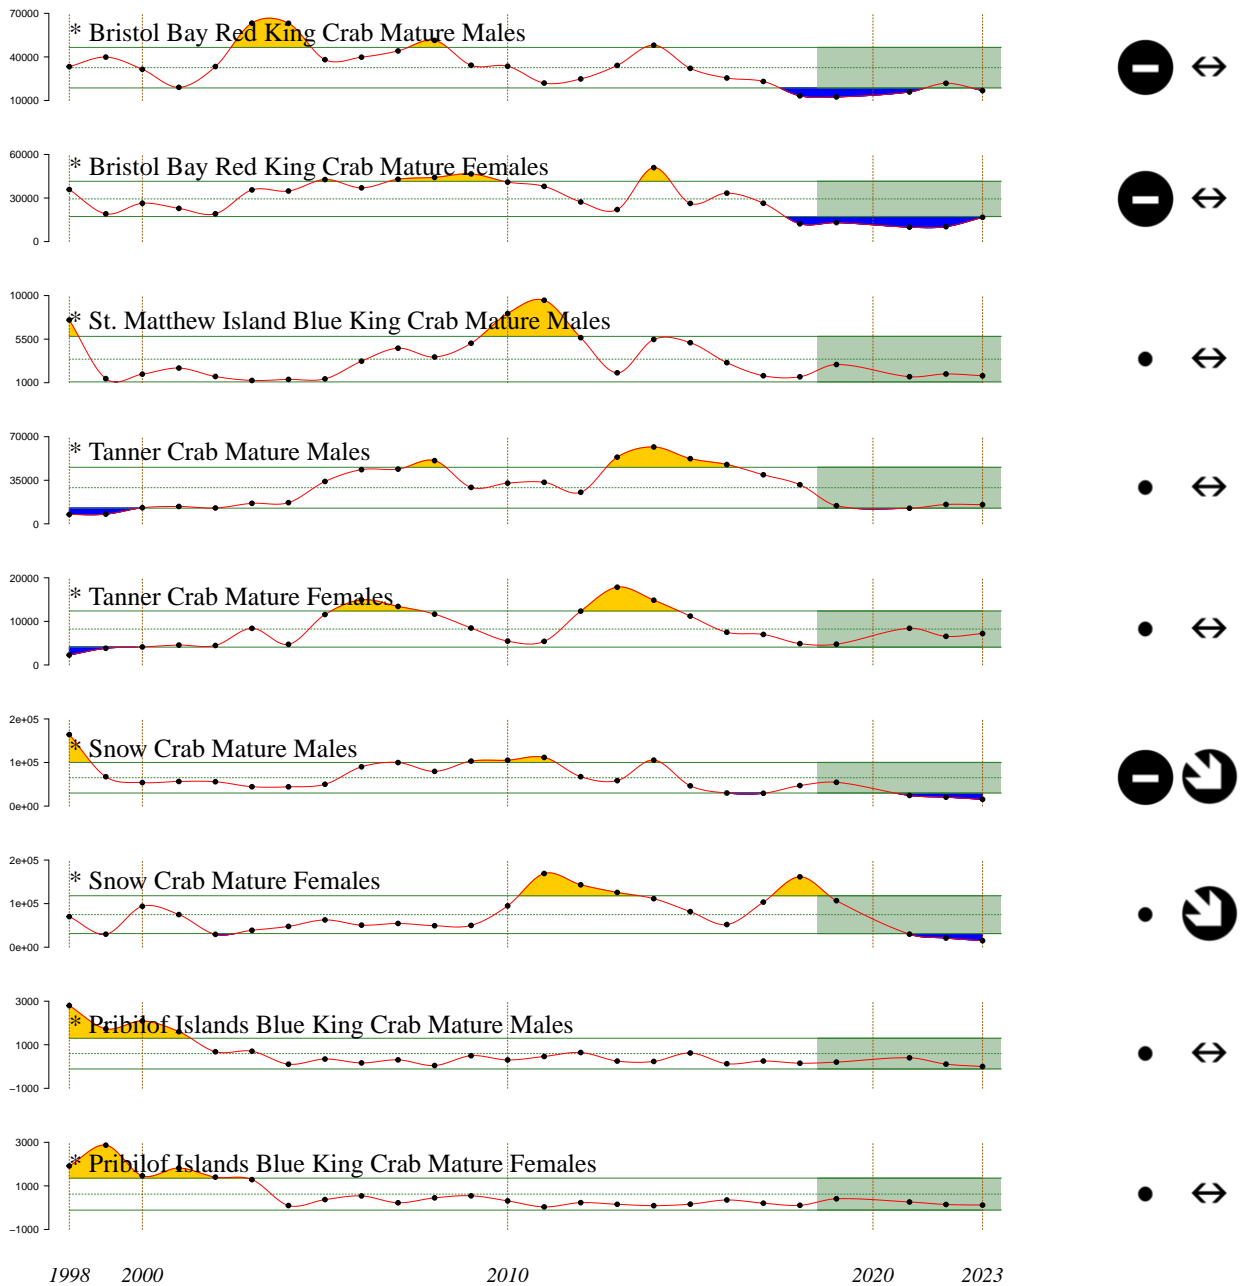 * Bristol Bay Red King Crab Mature Males
70000
40000
10000
* Bristol Bay Red King Crab Mature Females
60000
30000
0
* St. Matthew Island Blue King Crab Mature Males
10000
5500
1000
* Tanner Crab Mature Males
70000
35000
0
* Tanner Crab Mature Females
20000
10000
0
* Snow Crab Mature Males
2e+05
1e+05
0e+00
* Snow Crab Mature Females
2e+05
1e+05
0e+00
* Pribilof Islands Blue King Crab Mature Males
3000
1000
−1000
* Pribilof Islands Blue King Crab Mature Females
3000
1000
−1000
1998 2000 2010 2020 2023